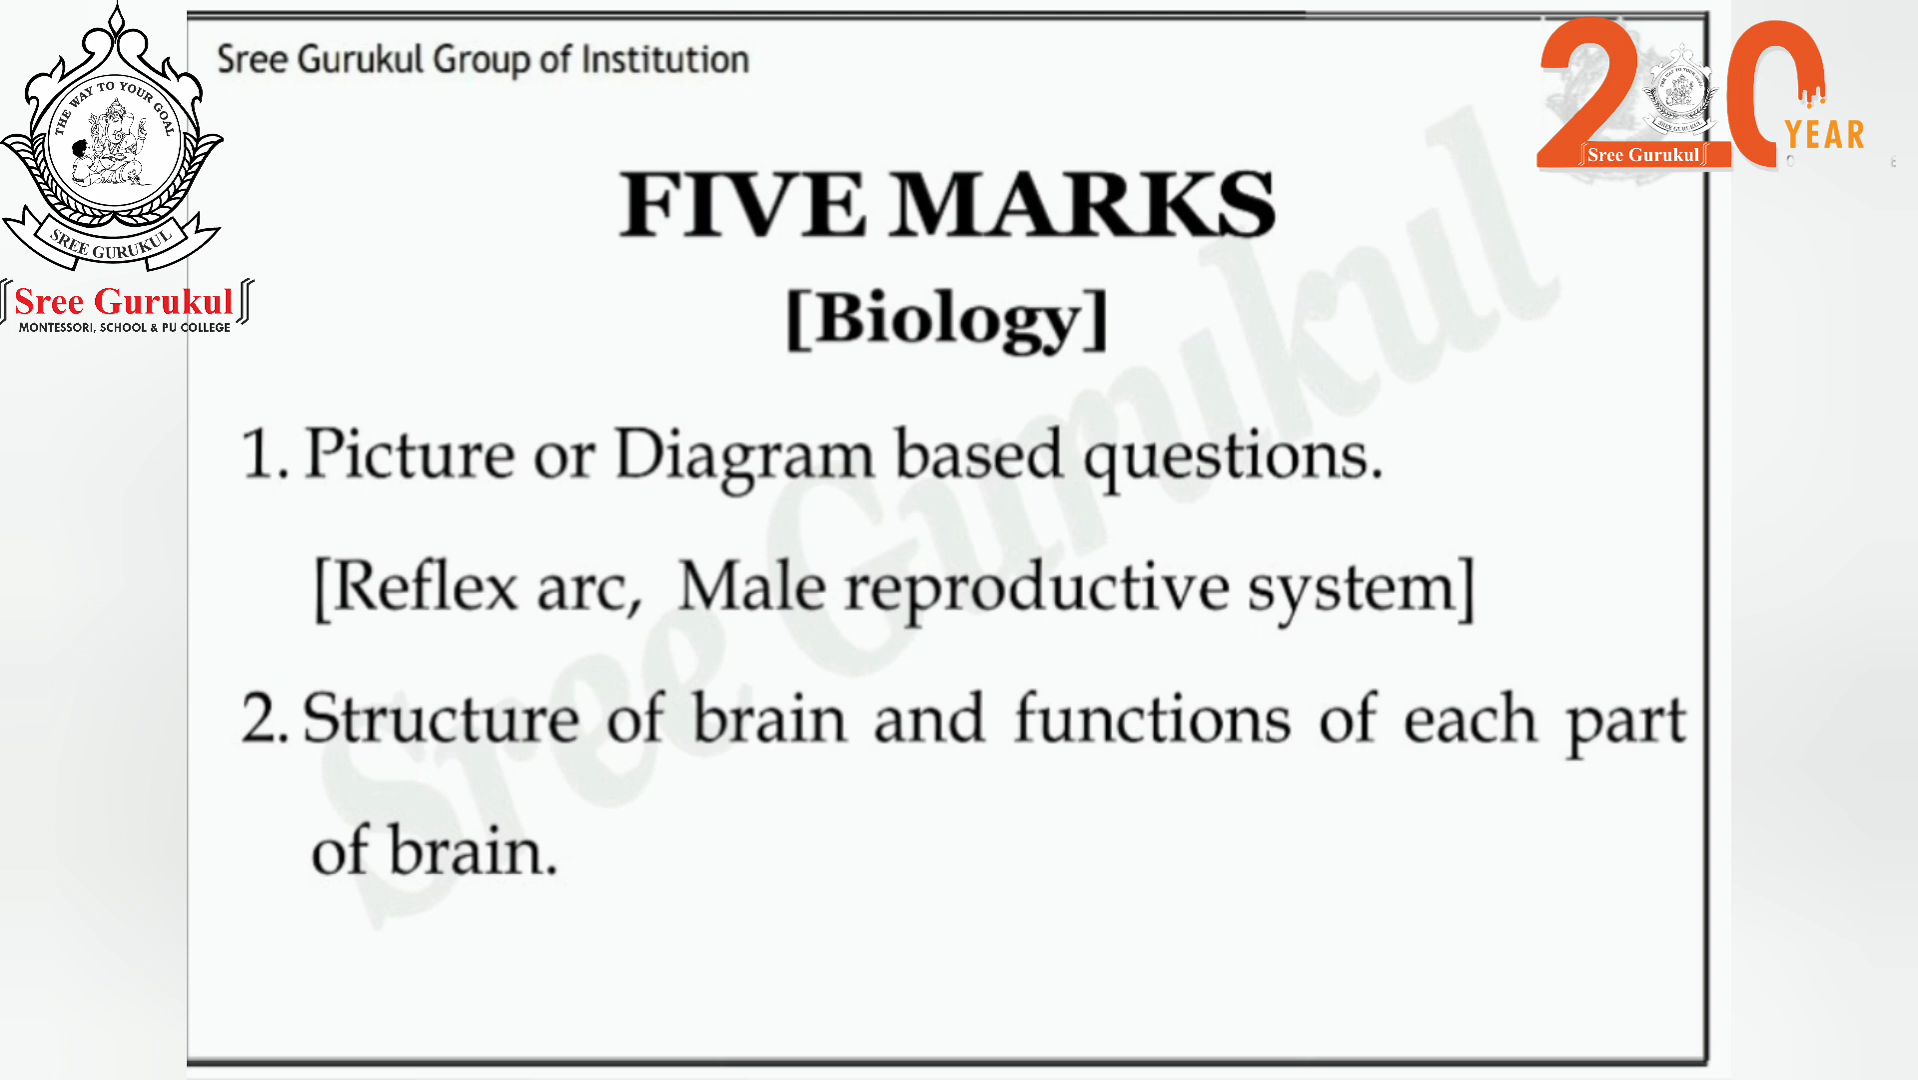 Sree Gurukul Group of Institution
THE WAY TO YOUR GOAL
SREE GURUKUL
Sree Gurukul
MONTESSORI, SCHOOL & PU COLLEGE
20
YEAR
Sree Gurukul
FIVE MARKS
[Biology]
1. Picture or Diagram based questions.
[Reflex arc, Male reproductive system]
2. Structure of brain and functions of each part
of brain.
Sree Gurukul